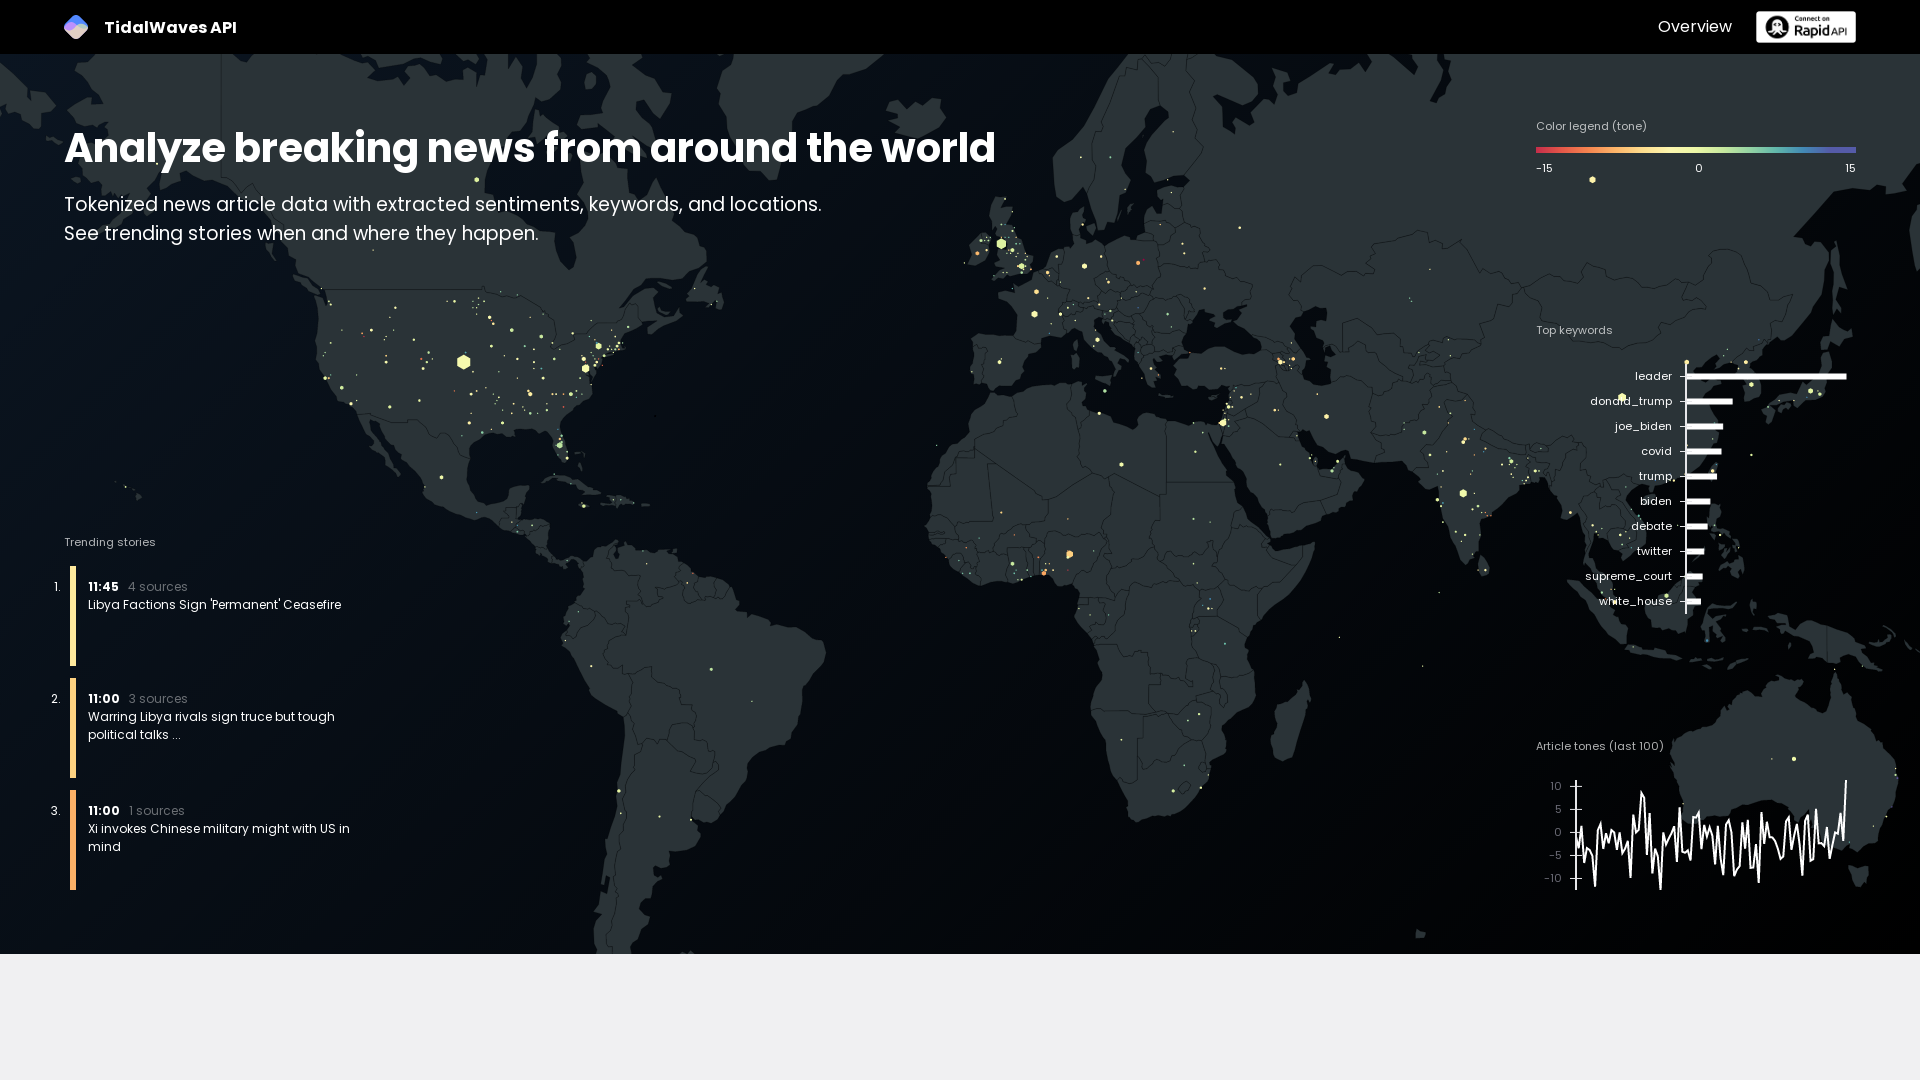 TidalWaves API
Overview
Connect on
Rapid API
Analyze breaking news from around the world
Tokenized news article data with extracted sentiments, keywords, and locations.
See trending stories when and where they happen.
Color legend (tone)
-15 0 15
Top keywords
leader
donald_trump
joe_biden
covid
trump
biden
debate
twitter
supreme_court
white_house
Trending stories
1. 11:45 4 sources
Libya Factions Sign 'Permanent' Ceasefire
2. 11:00 3 sources
Warring Libya rivals sign truce but tough
political talks ...
3. 11:00 1 sources
Xi invokes Chinese military might with US in
mind
Article tones (last 100)
10
5
0
−5
−10